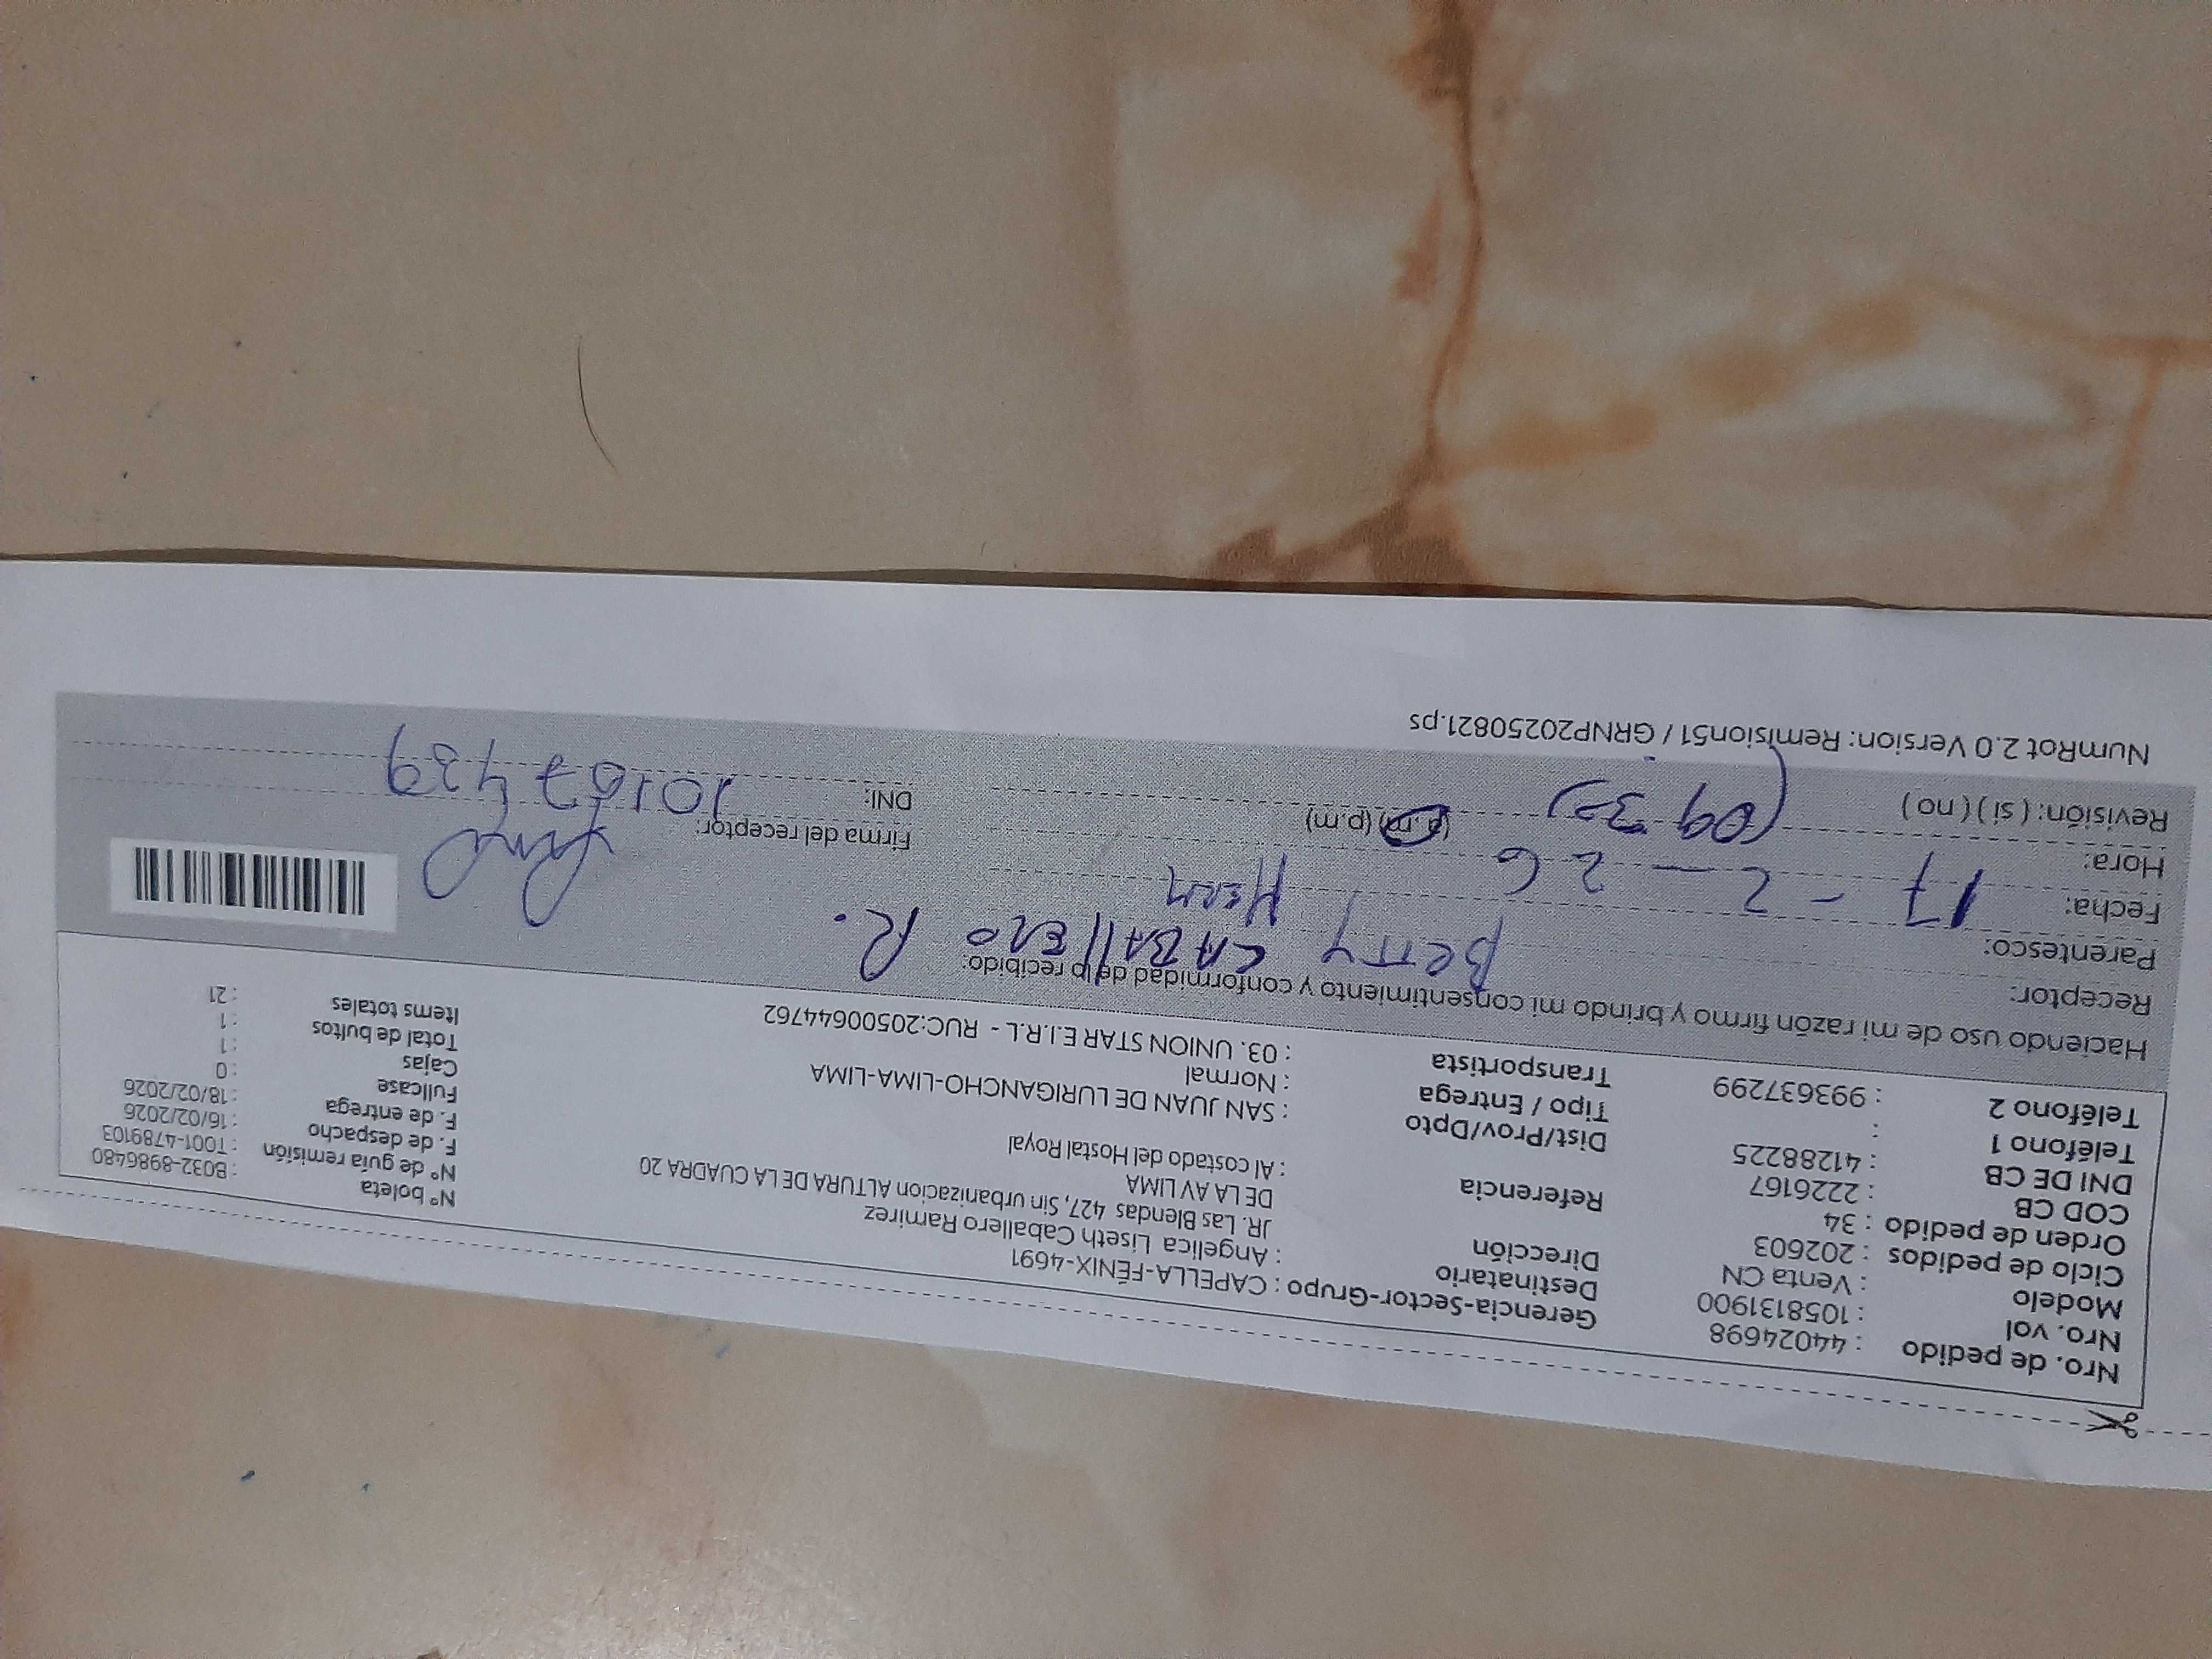 Nro. de pedido : 44024698
Nro. vol : 1058131900
Modelo : Venta CN
Ciclo de pedidos : 202603
Orden de pedido : 34
COD CB : 2226167
DNI DE CB : 41288225
Teléfono 1 :
Teléfono 2 : 993637299
Gerencia-Sector-Grupo : CAPELLA-FÉNIX-4691
Destinatario : Angelica Liseth Caballero Ramirez
Dirección JR. Las Blendas 427, Sin urbanizacion ALTURA DE LA CUADRA 20
DE LA AV LIMA
Referencia : Al costado del Hostal Royal
Dist/Prov/Dpto : SAN JUAN DE LURIGANCHO-LIMA-LIMA
Tipo / Entrega : Normal
Transportista : 03. UNION STAR E.I.R.L - RUC:20500644762
N° boleta : B032-8986480
N° de guía remisión : T001-4789103
F. de despacho : 16/02/2026
F. de entrega : 18/02/2026
Fullcase : 0
Cajas : 1
Total de bultos : 1
Items totales : 21
Haciendo uso de mi razón firmo y brindo mi consentimiento y conformidad de lo recibido:
Receptor: BETTY CABAllERO R.
Parentesco: Herm
Fecha: 17 - 2 - 26
Hora: (09 30) (a.m) (p.m)
Revisión: ( si ) ( no )
Firma del receptor:
DNI: 10167439
NumRot 2.0 Version: Remision51 / GRNP20250821.ps